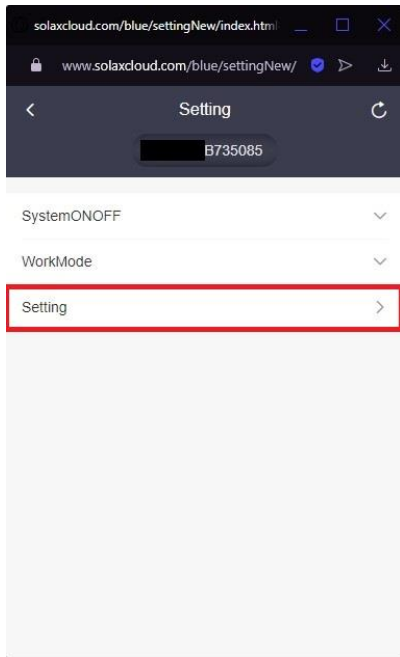 solaxcloud.com/blue/settingNew/index.html
www.solaxcloud.com/blue/settingNew/
Setting
B735085
SystemONOFF
WorkMode
Setting